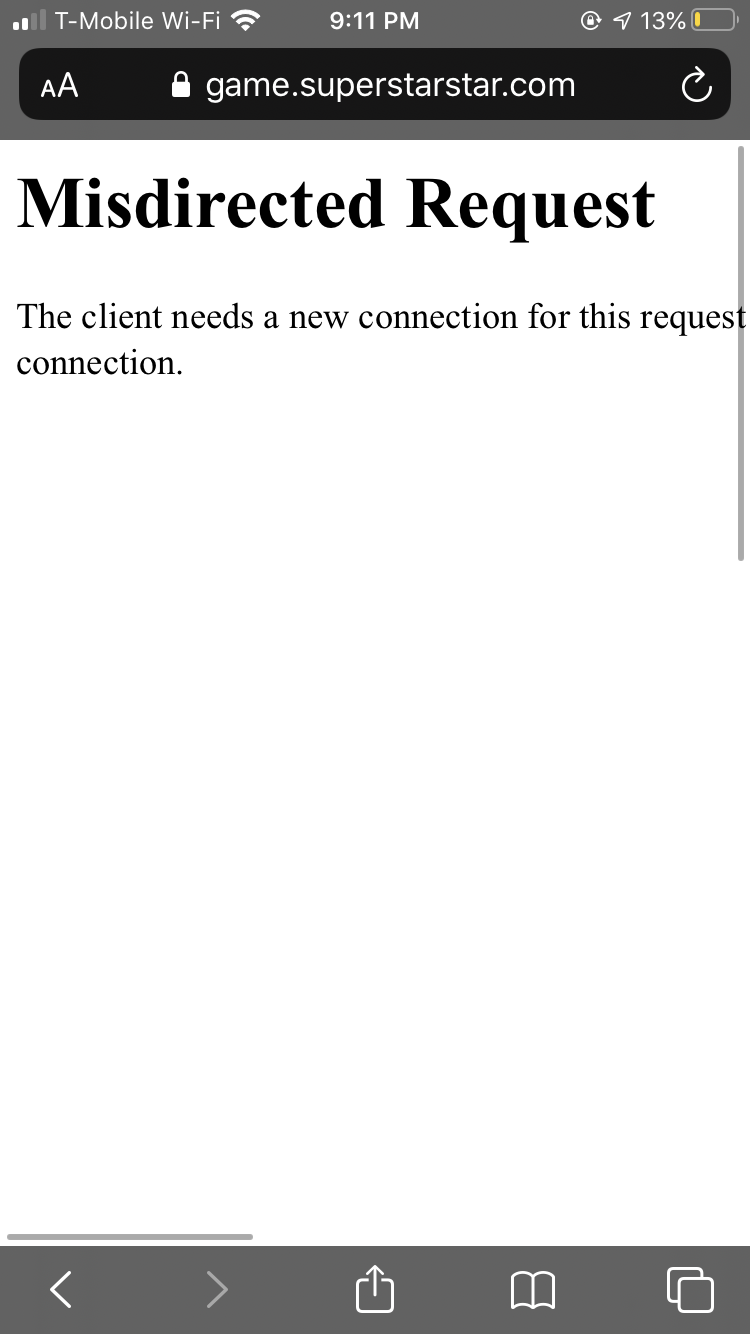 T-Mobile Wi-Fi 9:11 PM 13%
AA game.superstarstar.com
Misdirected Request
The client needs a new connection for this request
connection.